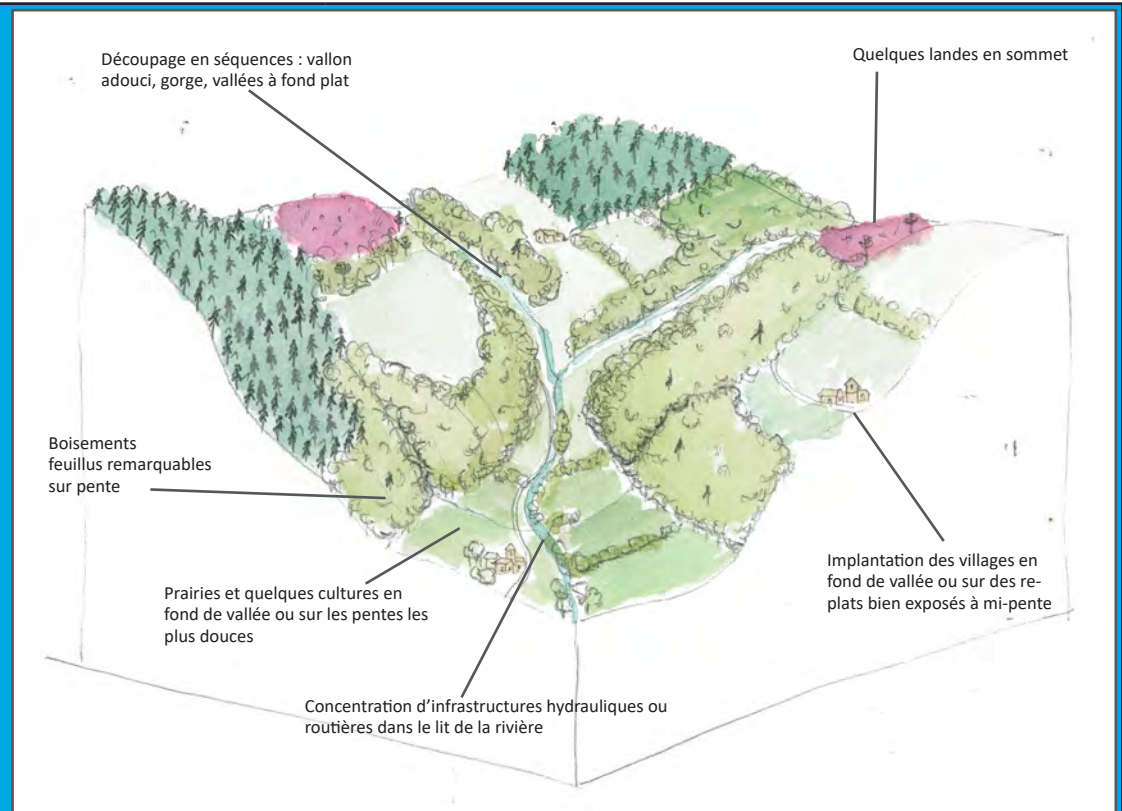 Découpage en séquences : vallon
adouci, gorge, vallées à fond plat
Quelques landes en sommet
Boisements
feuillus remarquables
sur pente
Prairies et quelques cultures en
fond de vallée ou sur les pentes les
plus douces
Implantation des villages en
fond de vallée ou sur des re-
plats bien exposés à mi-pente
Concentration d’infrastructures hydrauliques ou
routières dans le lit de la rivière